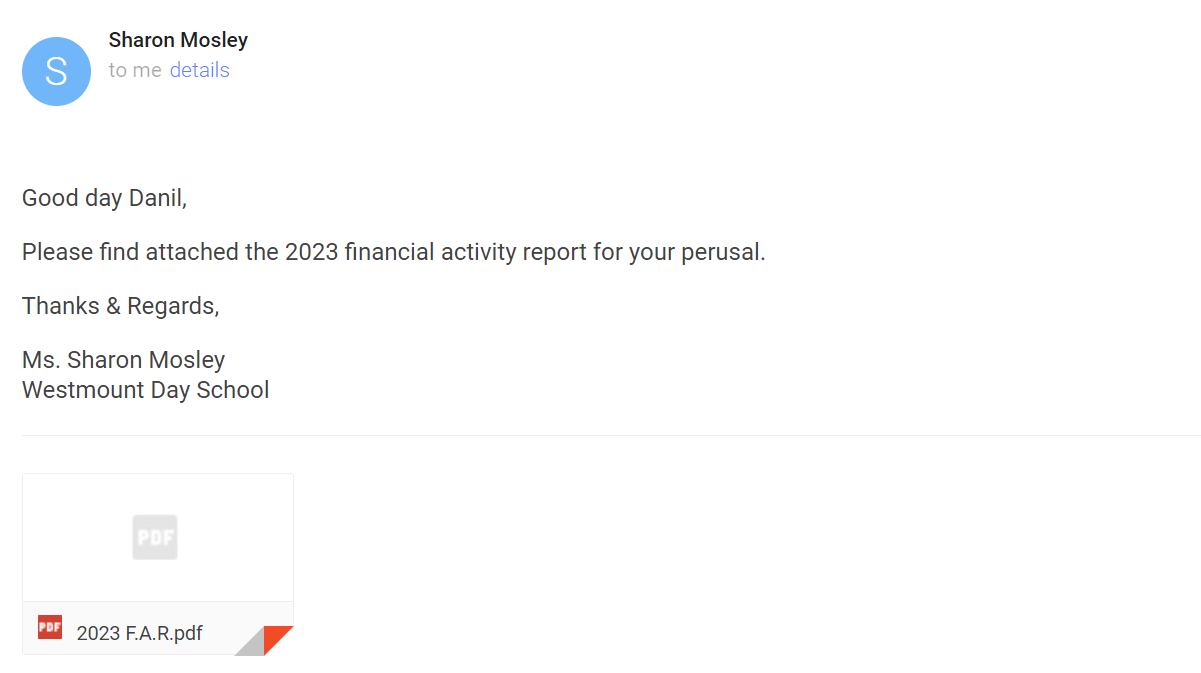 S
Sharon Mosley
to me details
Good day Danil,
Please find attached the 2023 financial activity report for your perusal.
Thanks & Regards,
Ms. Sharon Mosley
Westmount Day School
PDF
PDF
2023 F.A.R.pdf